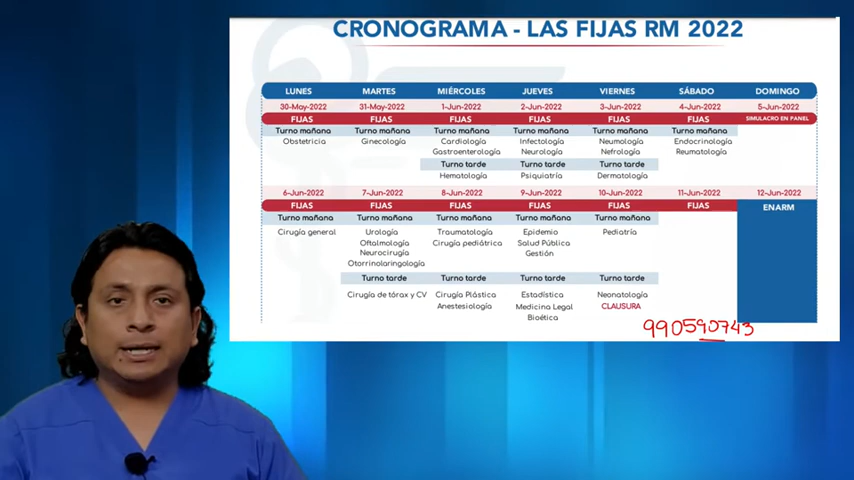 CRONOGRAMA - LAS FIJAS RM 2022
LUNES MARTES MIÉRCOLES JUEVES VIERNES SÁBADO DOMINGO
30-May-2022 31-May-2022 1-Jun-2022 2-Jun-2022 3-Jun-2022 4-Jun-2022 5-Jun-2022
FIJAS FIJAS FIJAS FIJAS FIJAS FIJAS SIMULACRO EN PANEL
Turno mañana Turno mañana Turno mañana Turno mañana Turno mañana Turno mañana
Obstetricia Ginecología Cardiología Infectología Neumología Endocrinología
Gastroenterología Neurología Nefrología Reumatología
Turno tarde Turno tarde Turno tarde
Hematología Psiquiatría Dermatología
6-Jun-2022 7-Jun-2022 8-Jun-2022 9-Jun-2022 10-Jun-2022 11-Jun-2022 12-Jun-2022
FIJAS FIJAS FIJAS FIJAS FIJAS FIJAS ENARM
Turno mañana Turno mañana Turno mañana Turno mañana Turno mañana
Cirugía general Urología Traumatología Epidemio Pediatría
Oftalmología Cirugía pediátrica Salud Pública
Neurocirugía Gestión
Otorrinolaringología
Turno tarde Turno tarde Turno tarde Turno tarde
Cirugía de tórax y CV Cirugía Plástica Estadística Neonatología
Anestesiología Medicina Legal CLAUSURA
Bioética
990590743